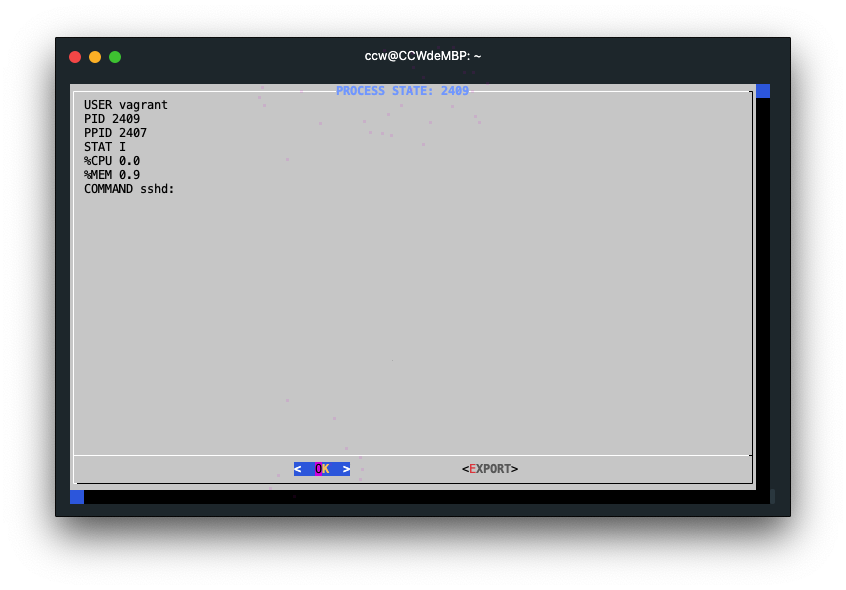 ccw@CCWdeMBP: ~
PROCESS STATE: 2409
USER vagrant
PID 2409
PPID 2407
STAT I
%CPU 0.0
%MEM 0.9
COMMAND sshd:
< OK > <EXPORT>